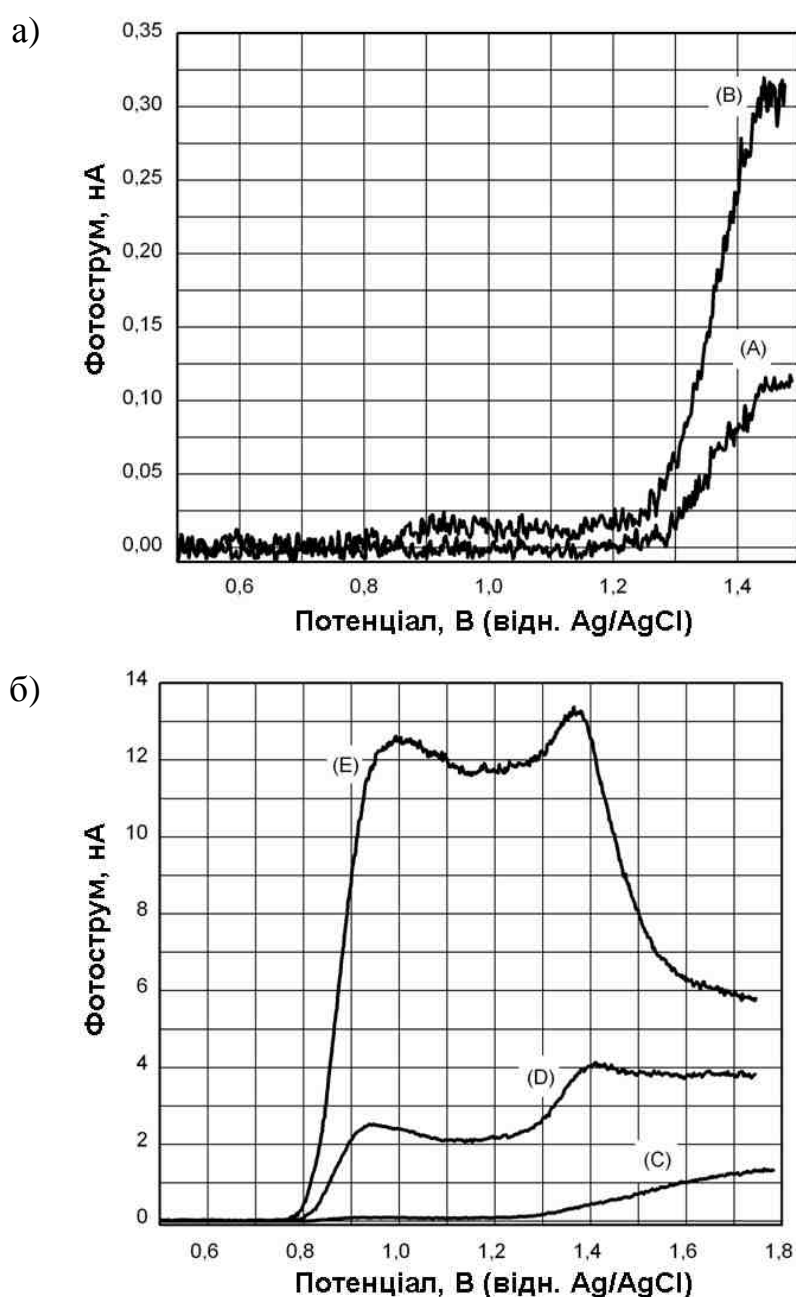 а)
0,35
0,30
0,25
0,20
0,15
0,10
0,05
0,00
Фотострум, нА
(B)
(A)
0,6 0,8 1,0 1,2 1,4
Потенціал, В (відн. Ag/AgCl)
б)
14
12
10
8
6
4
2
0
Фотострум, нА
(E)
(D)
(C)
0,6 0,8 1,0 1,2 1,4 1,6 1,8
Потенціал, В (відн. Ag/AgCl)